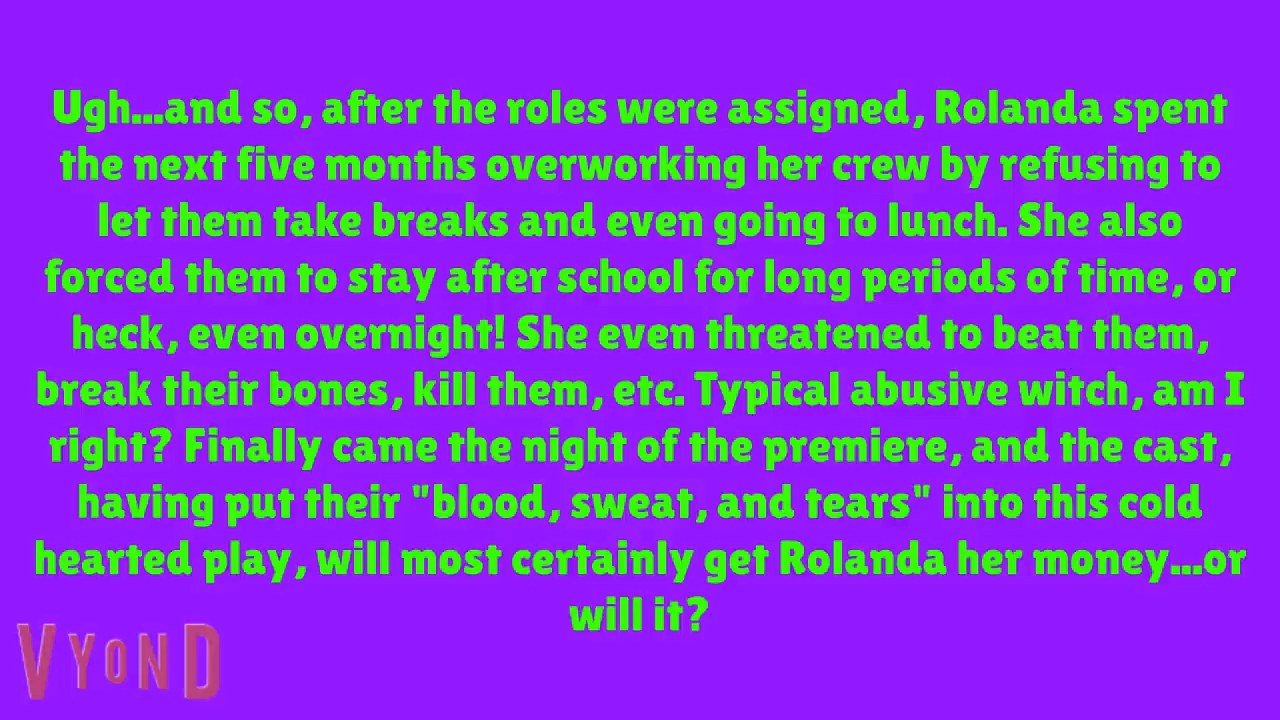 Ugh...and so, after the roles were assigned, Rolanda spent
the next five months overworking her crew by refusing to
let them take breaks and even going to lunch. She also
forced them to stay after school for long periods of time, or
heck, even overnight! She even threatened to beat them,
break their bones, kill them, etc. Typical abusive witch, am I
right? Finally came the night of the premiere, and the cast,
having put their "blood, sweat, and tears" into this cold
hearted play, will most certainly get Rolanda her money...or
will it?
VYOND